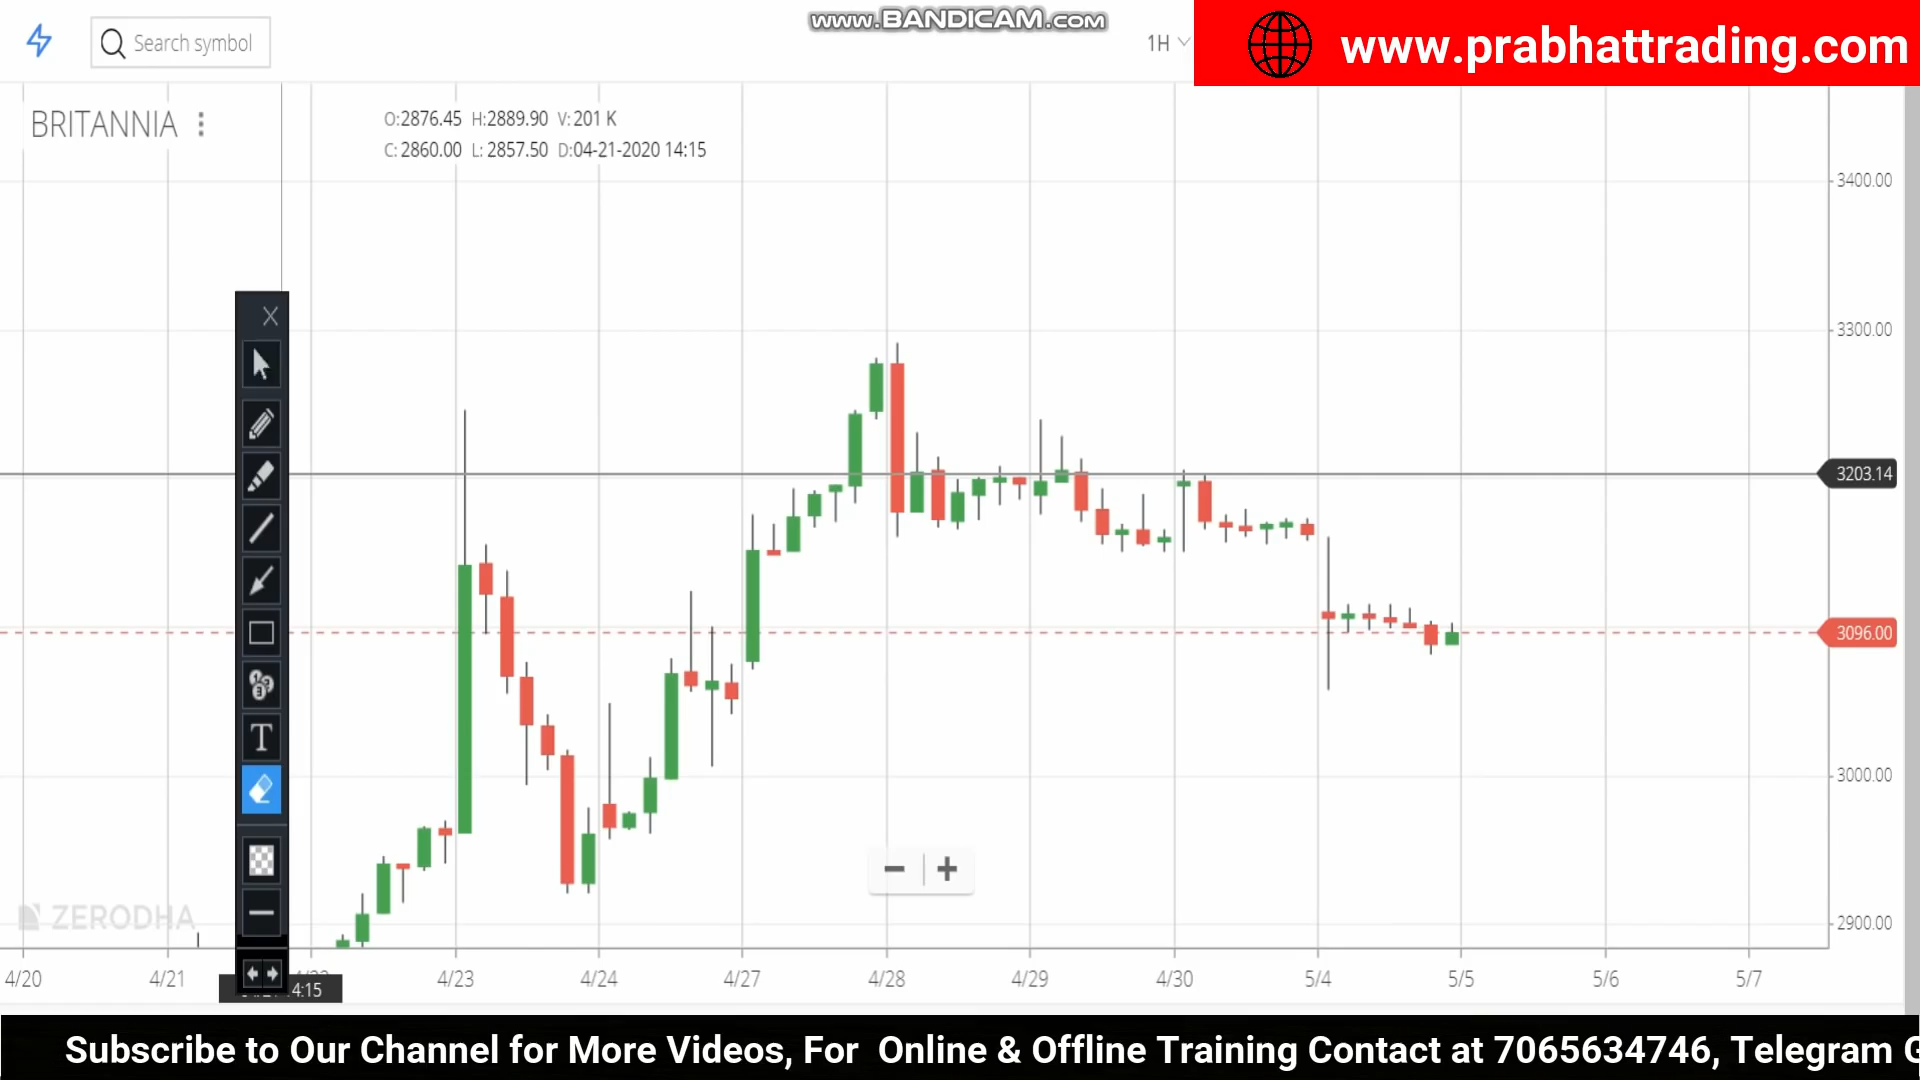 www.BANDICAM.com
Search symbol
1H
www.prabhattrading.com
BRITANNIA
O:2876.45 H:2889.90 V:201 K
C:2860.00 L:2857.50 D:04-21-2020 14:15
3400.00
3300.00
3203.14
3096.00
3000.00
2900.00
X
1 2 3
T
ZERODHA
4/20 4/21 4/23 4/24 4/27 4/28 4/29 4/30 5/4 5/5 5/6 5/7
4:15
Subscribe to Our Channel for More Videos, For Online & Offline Training Contact at 7065634746, Telegram